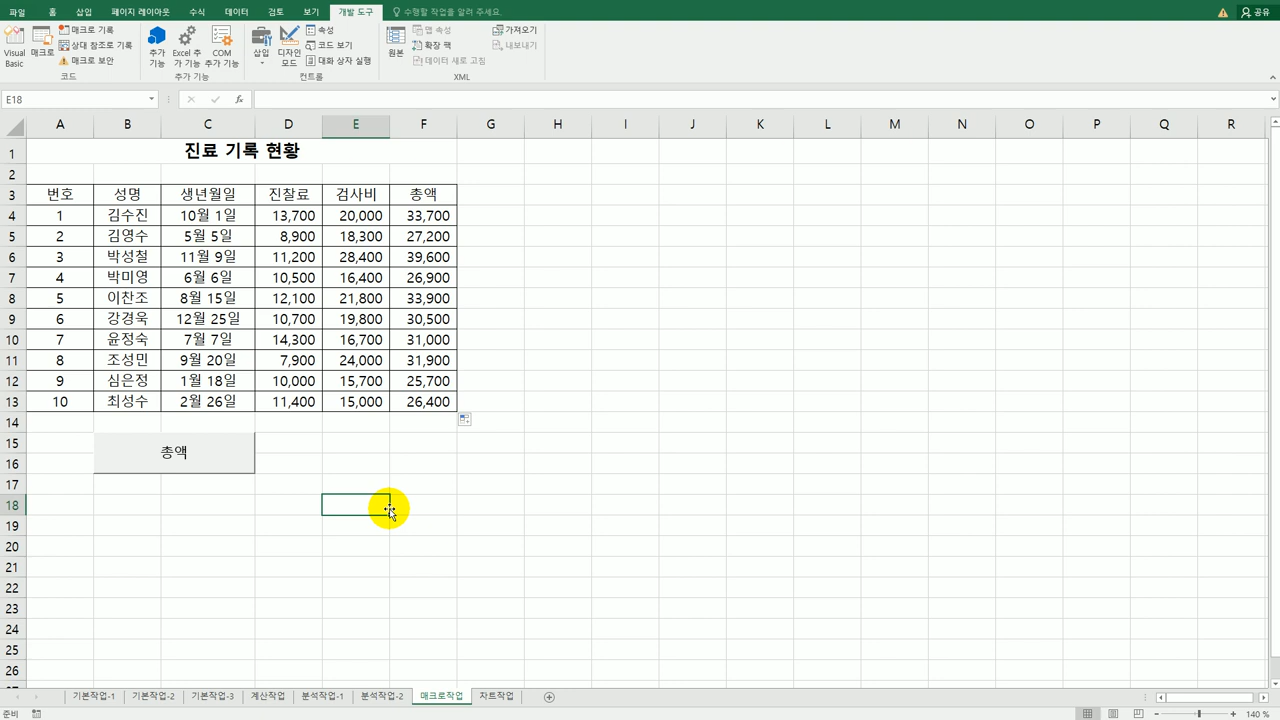 파일 홈 삽입 페이지 레이아웃 수식 데이터 검토 보기 개발 도구 수행할 작업을 알려 주세요. 공유
Visual Basic 매크로 매크로 기록 상대 참조로 기록 매크로 보안 추가 기능 Excel 추가 기능 COM 추가 기능 삽입 디자인 모드 속성 코드 보기 대화 상자 실행 원본 맵 속성 확장 팩 데이터 새로 고침 가져오기 내보내기
코드 추가 기능 컨트롤 XML
E18 fx
A B C D E F G H I J K L M N O P Q R
1 진료 기록 현황
2
3 번호 성명 생년월일 진찰료 검사비 총액
4 1 김수진 10월 1일 13,700 20,000 33,700
5 2 김영수 5월 5일 8,900 18,300 27,200
6 3 박성철 11월 9일 11,200 28,400 39,600
7 4 박미영 6월 6일 10,500 16,400 26,900
8 5 이찬조 8월 15일 12,100 21,800 33,900
9 6 강경욱 12월 25일 10,700 19,800 30,500
10 7 윤정숙 7월 7일 14,300 16,700 31,000
11 8 조성민 9월 20일 7,900 24,000 31,900
12 9 심은정 1월 18일 10,000 15,700 25,700
13 10 최성수 2월 26일 11,400 15,000 26,400
14
15
총액
16
17
18
19
20
21
22
23
24
25
26
기본작업-1 기본작업-2 기본작업-3 계산작업 분석작업-1 분석작업-2 매크로작업 차트작업
준비 140 %